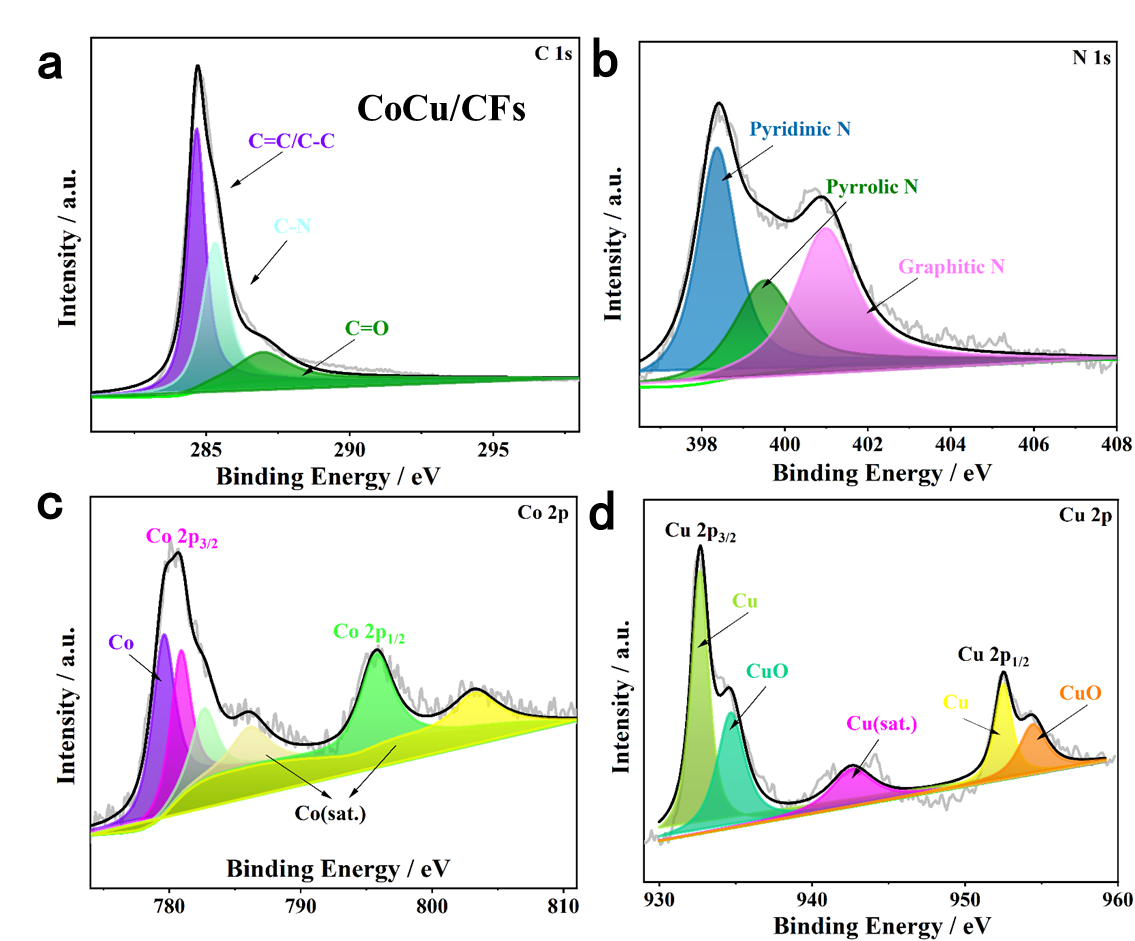 a
C 1s
CoCu/CFs
C=C/C-C
C-N
C=O
Intensity / a.u.
285 290 295
Binding Energy / eV
b
N 1s
Pyridinic N
Pyrrolic N
Graphitic N
Intensity / a.u.
398 400 402 404 406 408
Binding Energy / eV
c
Co 2p
Co 2p3/2
Co
Co 2p1/2
Co(sat.)
Intensity / a.u.
Binding Energy / eV
780 790 800 810
d
Cu 2p
Cu 2p3/2
Cu
CuO
Cu(sat.)
Cu 2p1/2
Cu
CuO
Intensity / a.u.
930 940 950 960
Binding Energy / eV